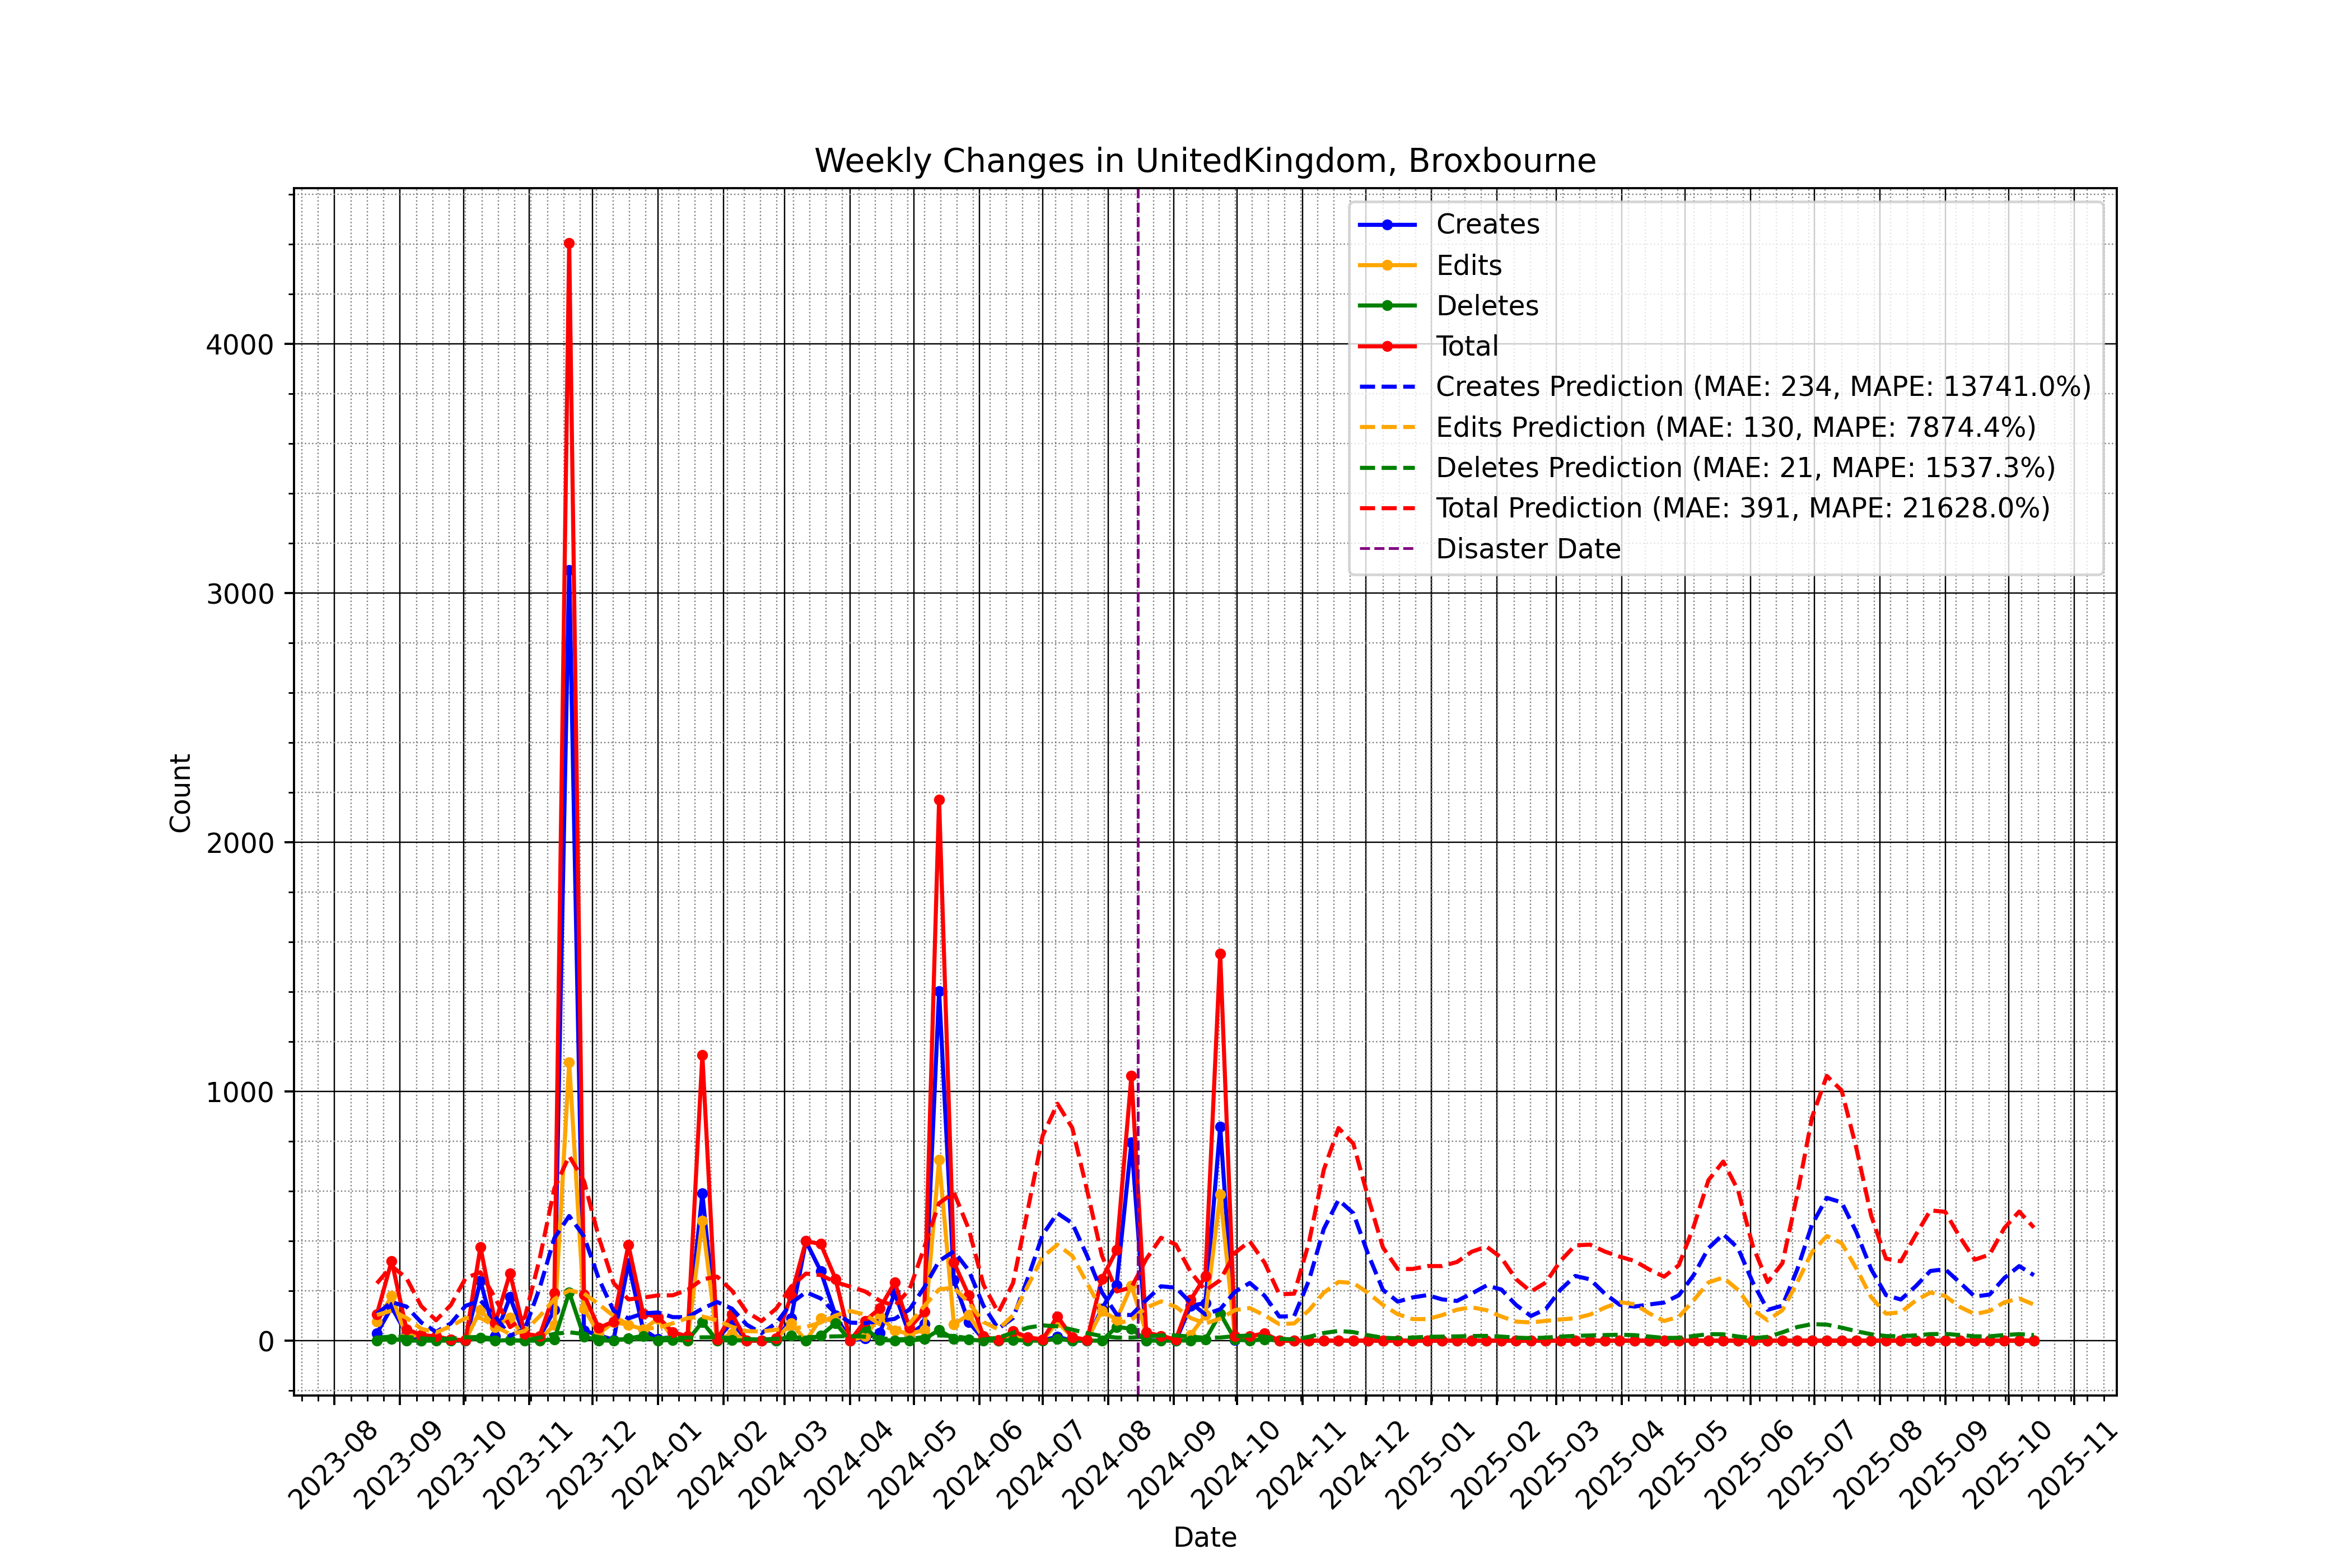 Weekly Changes in UnitedKingdom, Broxbourne
Creates
Edits
Deletes
Total
Creates Prediction (MAE: 234, MAPE: 13741.0%)
Edits Prediction (MAE: 130, MAPE: 7874.4%)
Deletes Prediction (MAE: 21, MAPE: 1537.3%)
Total Prediction (MAE: 391, MAPE: 21628.0%)
Disaster Date
Count
4000
3000
2000
1000
0
2023-08
2023-09
2023-10
2023-11
2023-12
2024-01
2024-02
2024-03
2024-04
2024-05
2024-06
2024-07
2024-08
2024-09
2024-10
2024-11
2024-12
2025-01
2025-02
2025-03
2025-04
2025-05
2025-06
2025-07
2025-08
2025-09
2025-10
2025-11
Date